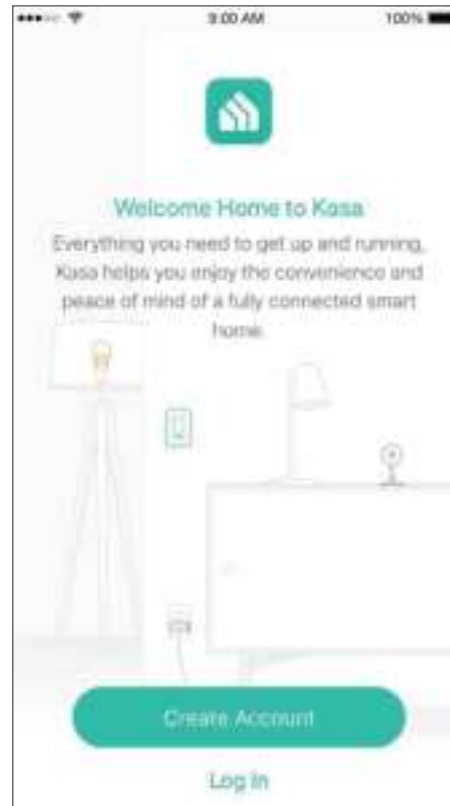 9:00 AM 100%
Welcome Home to Kasa
Everything you need to get up and running,
Kasa helps you enjoy the convenience and
peace of mind of a fully connected smart
home.
Create Account
Log In